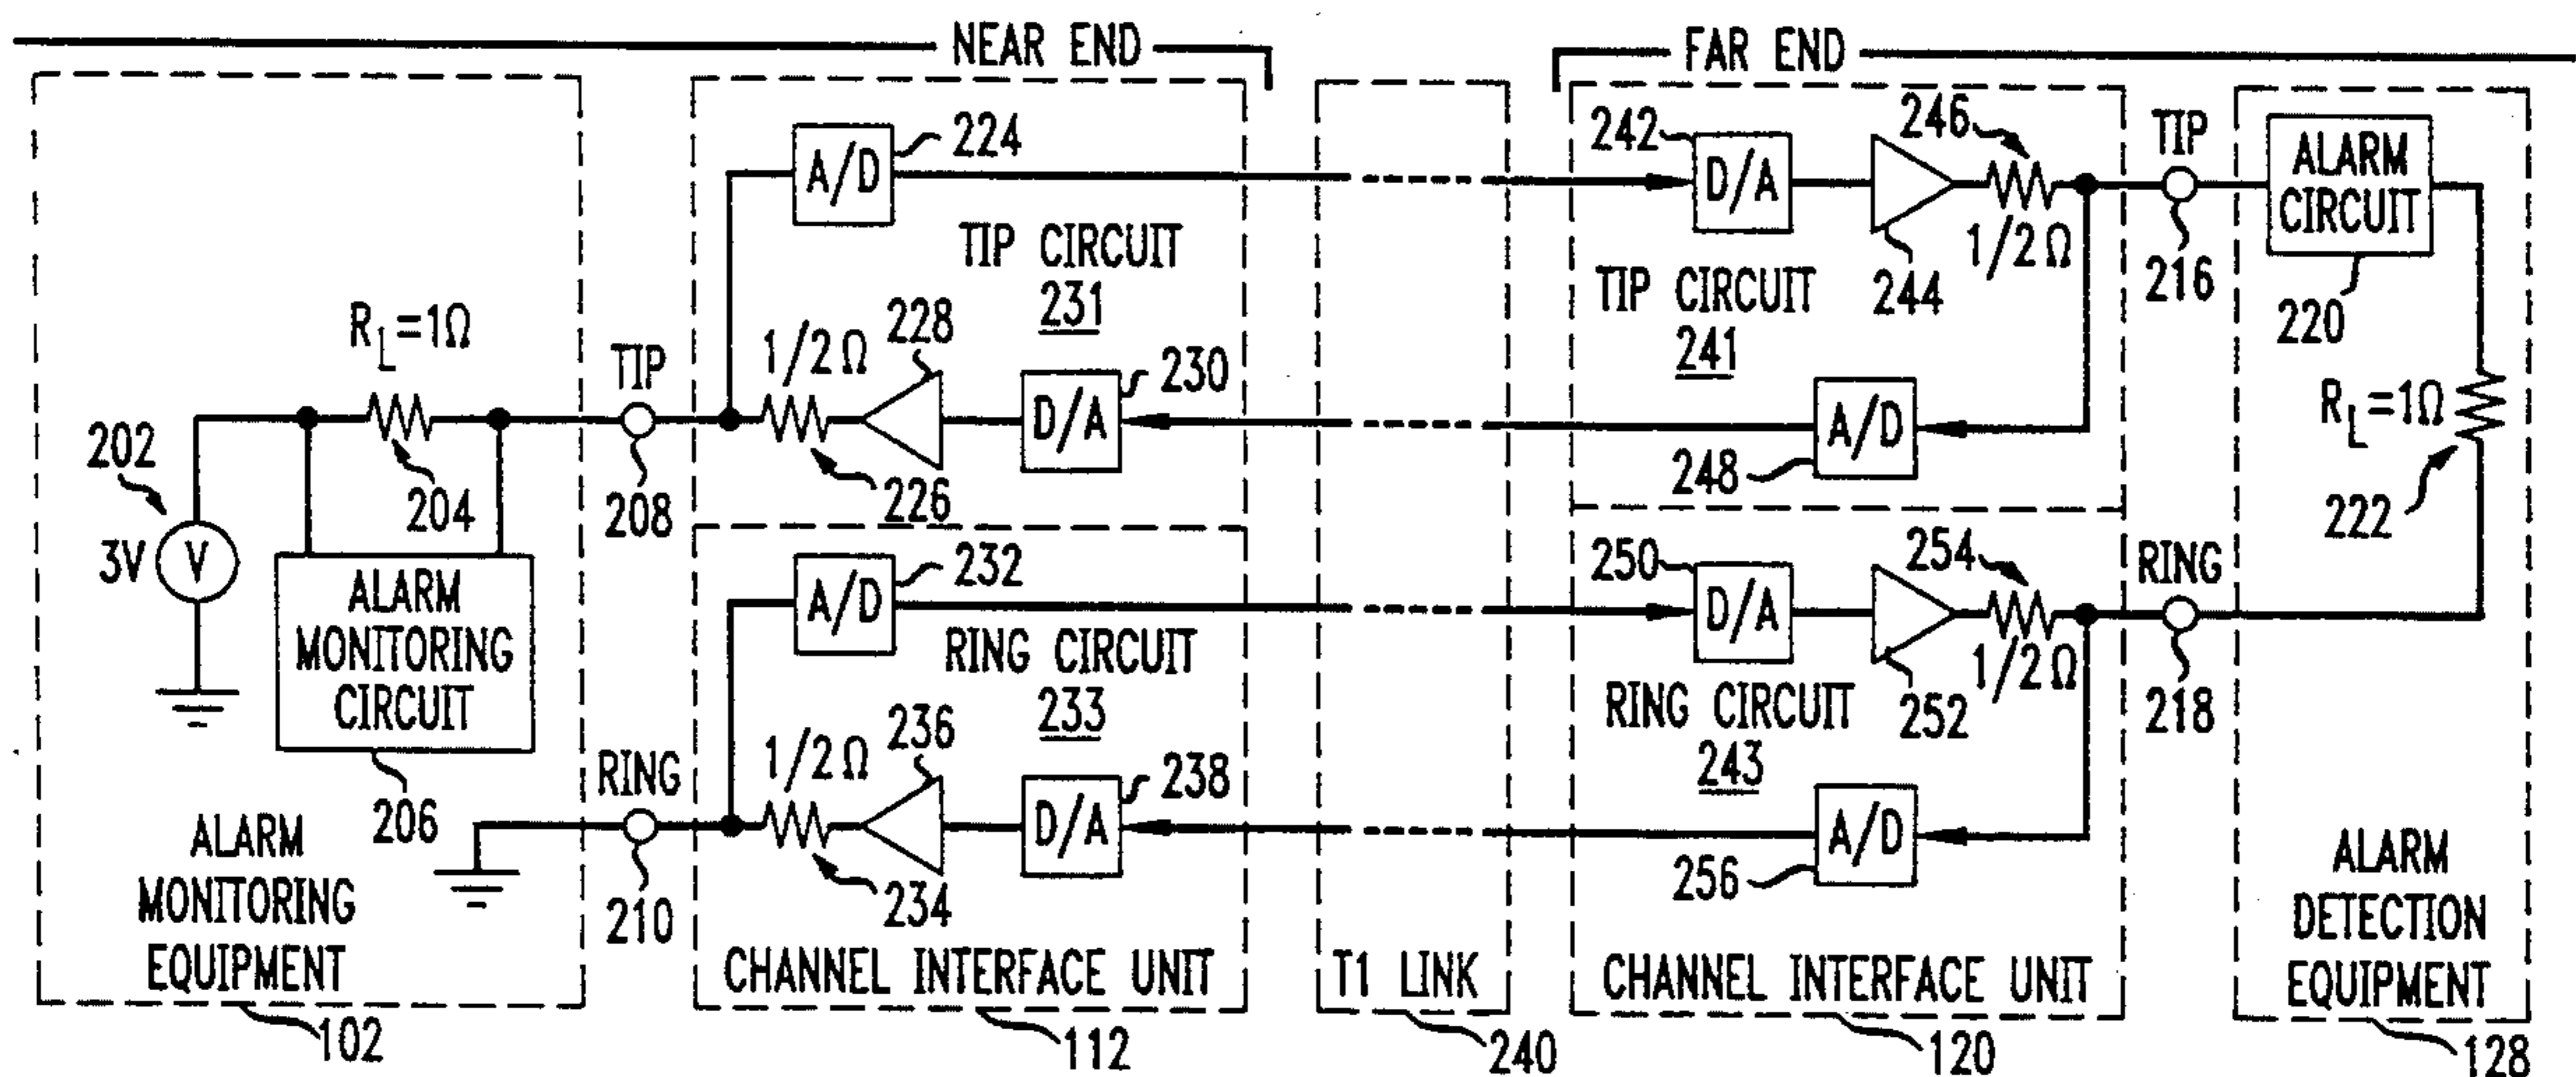 NEAR END
FAR END
224
A/D
TIP CIRCUIT
231
R_L=1Ω
TIP
1/2 Ω
228
230
D/A
202
204
208
226
3V
V
ALARM
MONITORING
CIRCUIT
206
232
A/D
RING CIRCUIT
233
RING
1/2 Ω
236
238
D/A
210
234
ALARM
MONITORING
EQUIPMENT
102
CHANNEL INTERFACE UNIT
112
T1 LINK
240
242
D/A
246
1/2 Ω
244
TIP CIRCUIT
241
TIP
216
ALARM
CIRCUIT
220
A/D
248
R_L=1Ω
222
250
D/A
254
1/2 Ω
252
RING CIRCUIT
243
RING
218
A/D
256
CHANNEL INTERFACE UNIT
120
ALARM
DETECTION
EQUIPMENT
128